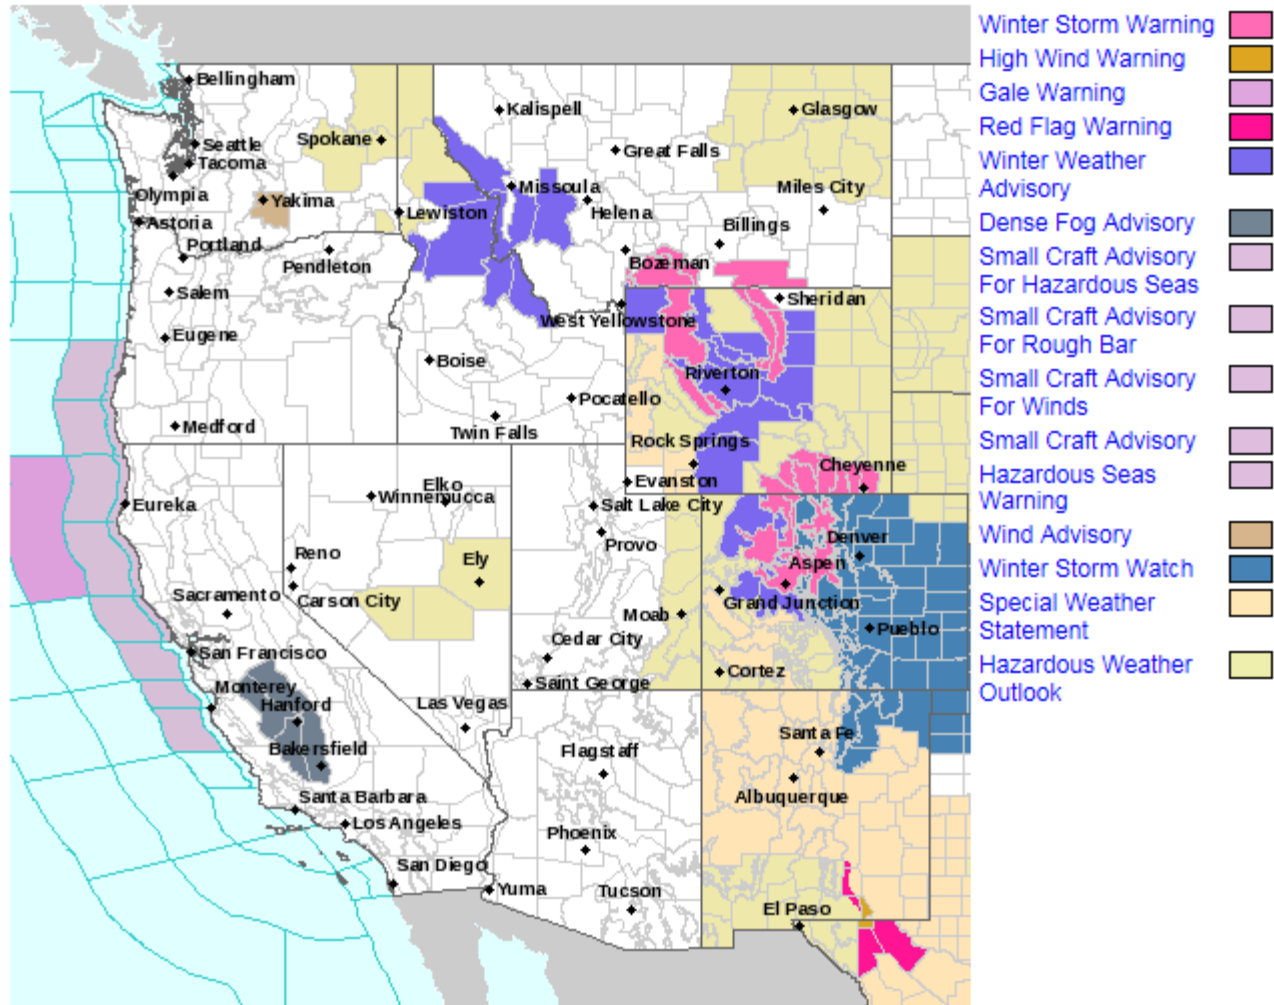 Bellingham
Kalispell
Glasgow
Spokane
Seattle
Great Falls
Tacoma
Missoula
Miles City
Olympia
Yakima
Lewiston
Helena
Astoria
Billings
Portland
Pendleton
Bozeman
Salem
Sheridan
West Yellowstone
Eugene
Boise
Riverton
Pocatello
Medford
Twin Falls
Rock Springs
Cheyenne
Evanston
Elko
Winnemucca
Eureka
Salt Lake City
Denver
Provo
Reno
Ely
Aspen
Sacramento
Carson City
Grand Junction
Moab
Pueblo
Cedar City
San Francisco
Cortez
Saint George
Monterey
Hanford
Las Vegas
Santa Fe
Bakersfield
Flagstaff
Santa Barbara
Albuquerque
Los Angeles
Phoenix
San Diego
Yuma
Tucson
El Paso
Winter Storm Warning
High Wind Warning
Gale Warning
Red Flag Warning
Winter Weather
Advisory
Dense Fog Advisory
Small Craft Advisory
For Hazardous Seas
Small Craft Advisory
For Rough Bar
Small Craft Advisory
For Winds
Small Craft Advisory
Hazardous Seas
Warning
Wind Advisory
Winter Storm Watch
Special Weather
Statement
Hazardous Weather
Outlook